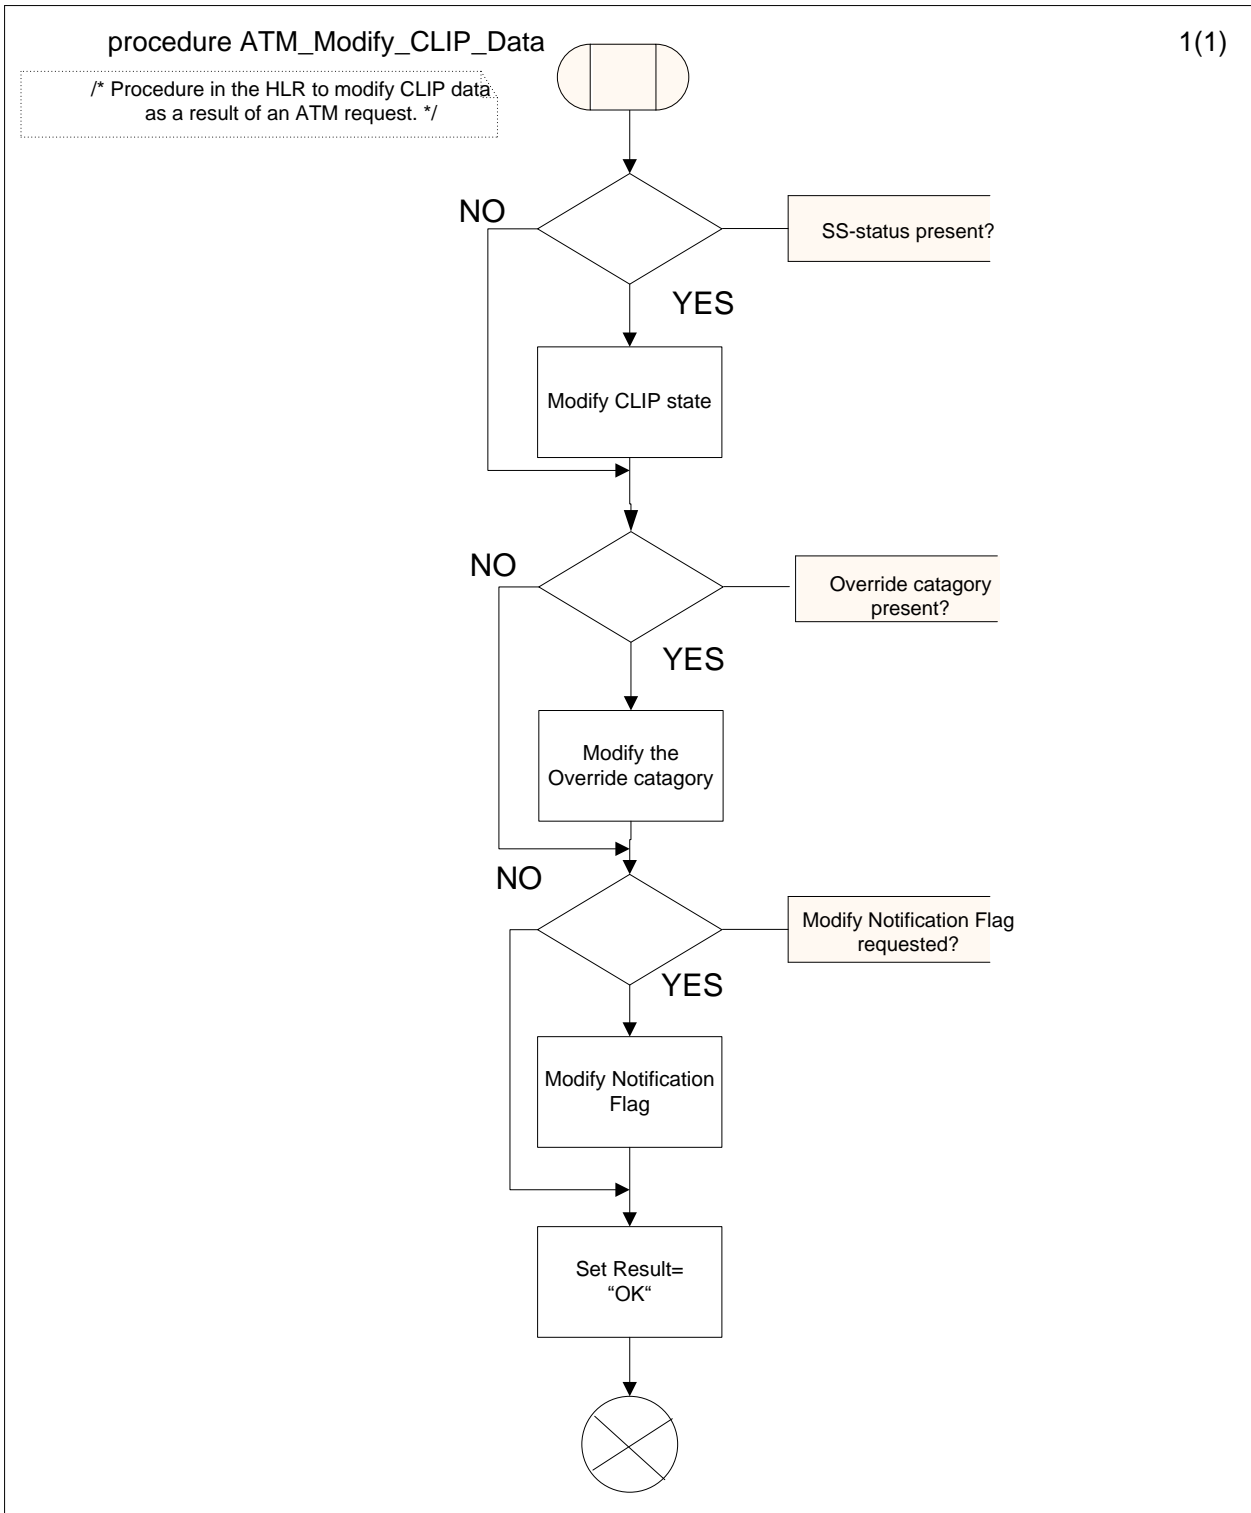 procedure ATM_Modify_CLIP_Data
1(1)
/* Procedure in the HLR to modify CLIP data
as a result of an ATM request. */
NO
SS-status present?
YES
Modify CLIP state
NO
Override catagory
present?
YES
Modify the
Override catagory
NO
Modify Notification Flag
requested?
YES
Modify Notification
Flag
Set Result=
“OK“